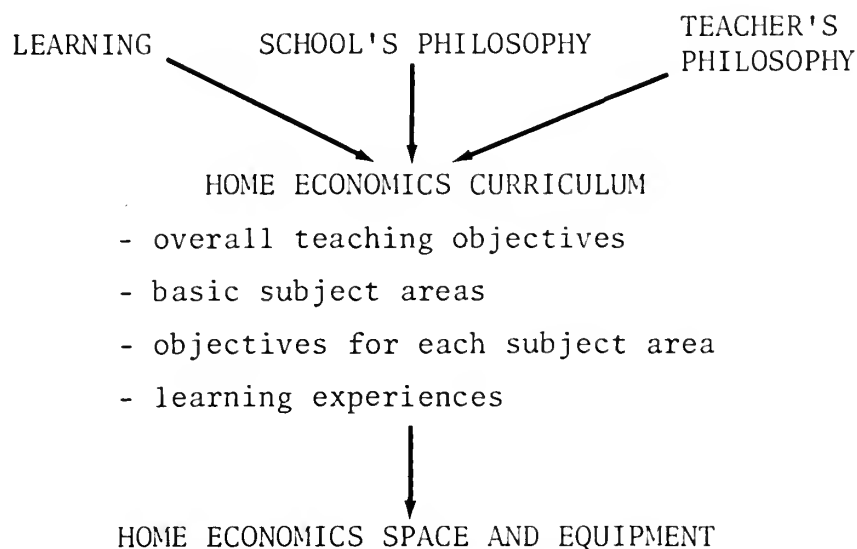 LEARNING
SCHOOL'S PHILOSOPHY
TEACHER'S
PHILOSOPHY
HOME ECONOMICS CURRICULUM
- overall teaching objectives
- basic subject areas
- objectives for each subject area
- learning experiences
HOME ECONOMICS SPACE AND EQUIPMENT